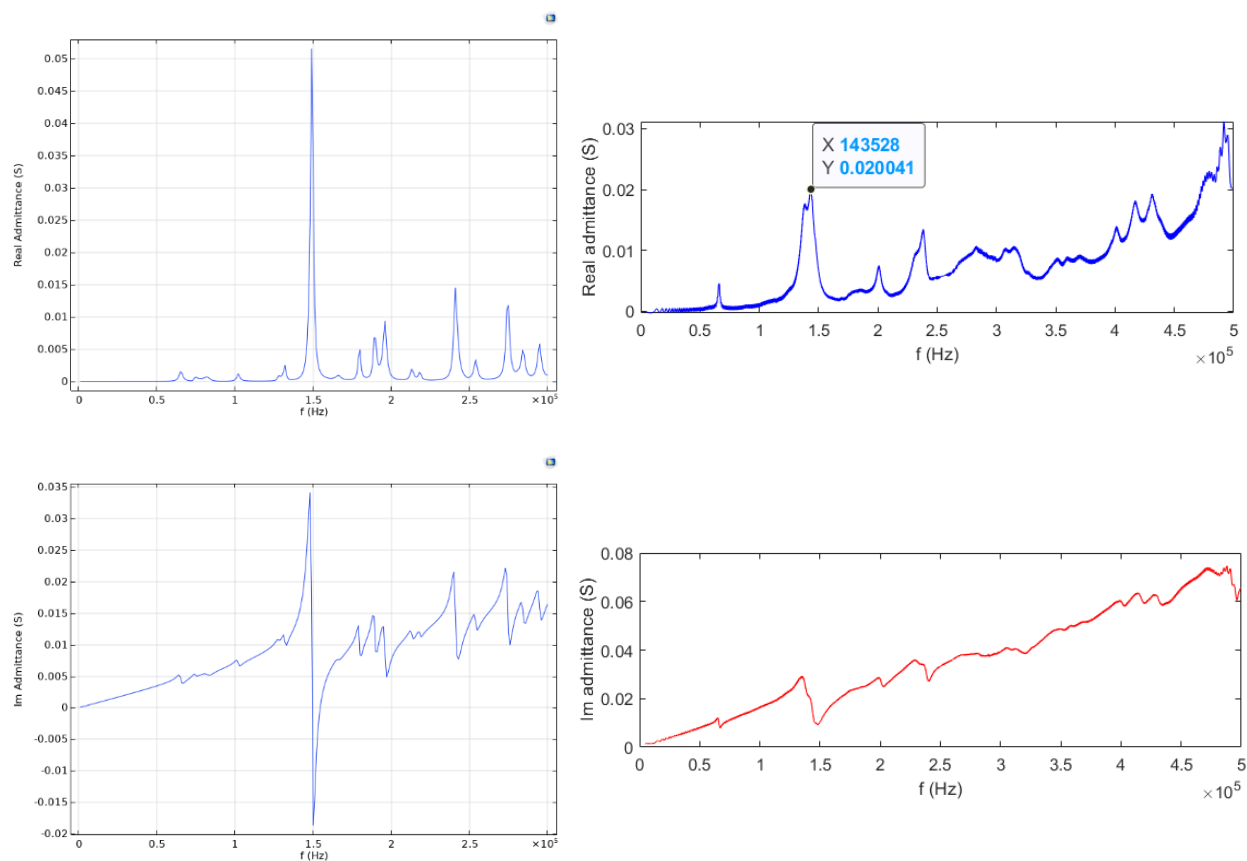 0.05
0.045
0.04
0.035
0.03
0.025
0.02
0.015
0.01
0.005
0
Real Admittance (S)
0 0.5 1 1.5 2 2.5 ×10⁵
f (Hz)
X 143528
Y 0.020041
0.03
0.02
0.01
0
Real admittance (S)
0 0.5 1 1.5 2 2.5 3 3.5 4 4.5 5
f (Hz)
×10⁵
0.035
0.03
0.025
0.02
0.015
0.01
0.005
0
-0.005
-0.01
-0.015
-0.02
Im Admittance (S)
0 0.5 1 1.5 2 2.5 ×10⁵
f (Hz)
0.08
0.06
0.04
0.02
0
Im admittance (S)
0 0.5 1 1.5 2 2.5 3 3.5 4 4.5 5
f (Hz)
×10⁵